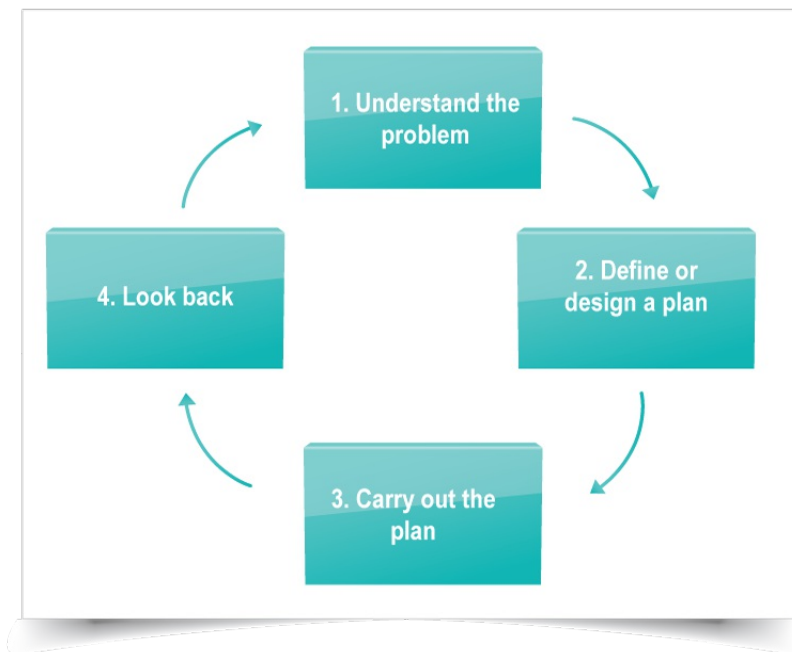 1. Understand the
problem
2. Define or
design a plan
3. Carry out the
plan
4. Look back